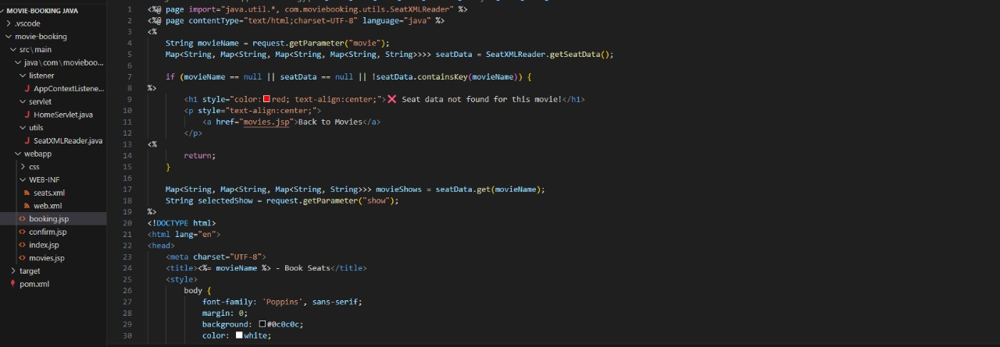 MOVIE-BOOKING JAVA
.vscode
movie-booking
src\main
java\com\movieboo...
listener
AppContextListene...
servlet
HomeServlet.java
utils
SeatXMLReader.java
webapp
css
WEB-INF
seats.xml
web.xml
booking.jsp
confirm.jsp
index.jsp
movies.jsp
target
pom.xml
1 <%@ page import="java.util.*, com.moviebooking.utils.SeatXMLReader" %>
2 <%@ page contentType="text/html;charset=UTF-8" language="java" %>
3 <%
4     String movieName = request.getParameter("movie");
5     Map<String, Map<String, Map<String, Map<String, String>>>> seatData = SeatXMLReader.getSeatData();
6
7     if (movieName == null || seatData == null || !seatData.containsKey(movieName)) {
8 %>
9         <h1 style="color:red; text-align:center;">❌ Seat data not found for this movie!</h1>
10         <p style="text-align:center;">
11             <a href="movies.jsp">Back to Movies</a>
12         </p>
13 <%
14         return;
15     }
16
17     Map<String, Map<String, Map<String, String>>> movieShows = seatData.get(movieName);
18     String selectedShow = request.getParameter("show");
19 %>
20 <!DOCTYPE html>
21 <html lang="en">
22 <head>
23     <meta charset="UTF-8">
24     <title><%= movieName %> - Book Seats</title>
25     <style>
26         body {
27             font-family: 'Poppins', sans-serif;
28             margin: 0;
29             background: #0c0c0c;
30             color: white;